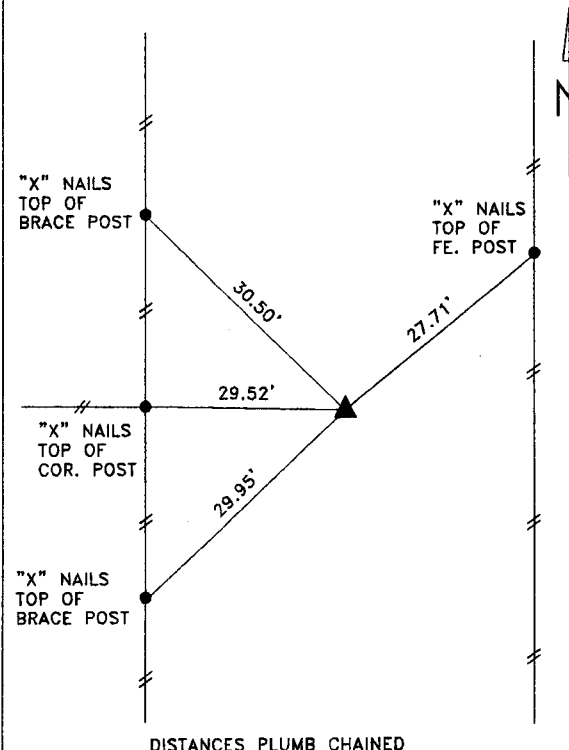 N
"X" NAILS
TOP OF
BRACE POST
"X" NAILS
TOP OF
FE. POST
30.50'
27.71'
29.52'
"X" NAILS
TOP OF
COR. POST
29.95'
"X" NAILS
TOP OF
BRACE POST
DISTANCES PLUMB CHAINED